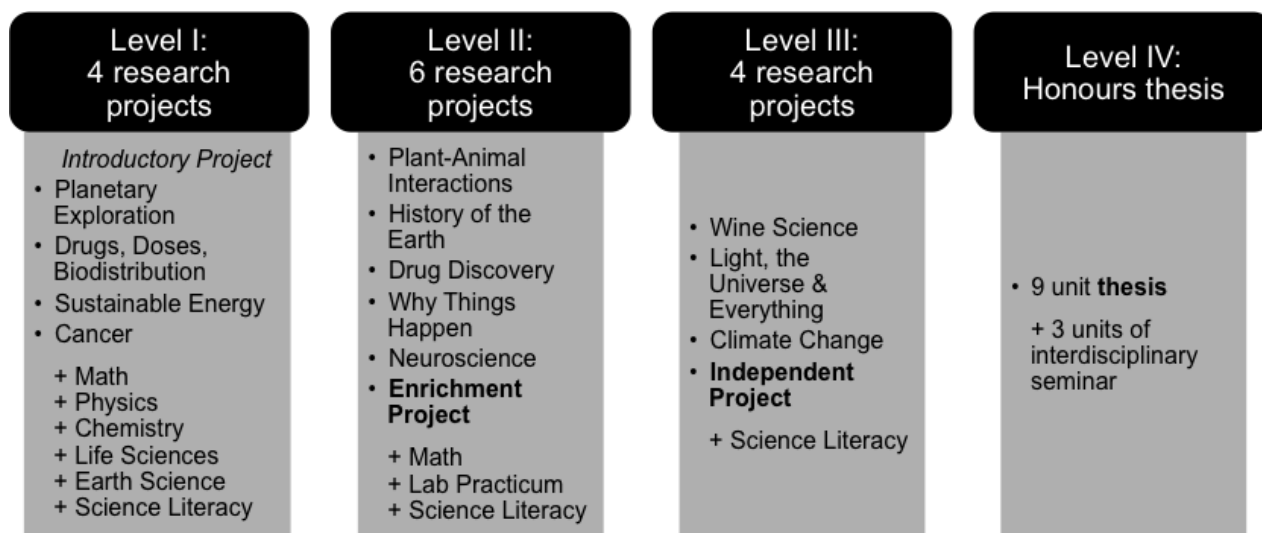 Level I:
4 research
projects
Introductory Project
• Planetary
Exploration
• Drugs, Doses,
Biodistribution
• Sustainable Energy
• Cancer
+ Math
+ Physics
+ Chemistry
+ Life Sciences
+ Earth Science
+ Science Literacy
Level II:
6 research
projects
• Plant-Animal
Interactions
• History of the
Earth
• Drug Discovery
• Why Things
Happen
• Neuroscience
• Enrichment
Project
+ Math
+ Lab Practicum
+ Science Literacy
Level III:
4 research
projects
• Wine Science
• Light, the
Universe &
Everything
• Climate Change
• Independent
Project
+ Science Literacy
Level IV:
Honours thesis
• 9 unit thesis
+ 3 units of
interdisciplinary
seminar